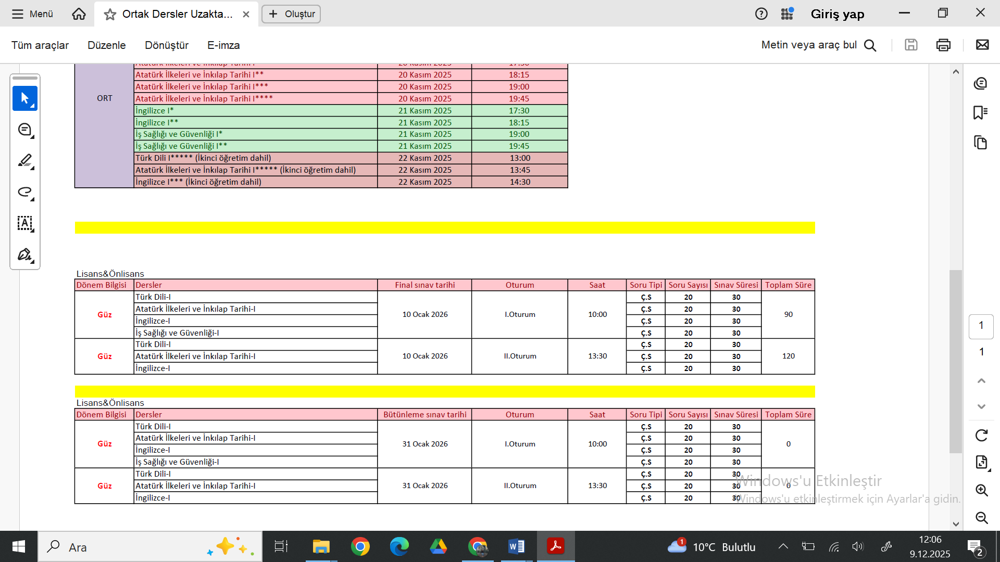 Menü
Ortak Dersler Uzakta...
Oluştur
Giriş yap
Tüm araçlar Düzenle Dönüştür E-imza
Metin veya araç bul
Atatürk İlkeleri ve İnkılap Tarihi I* 20 Kasım 2025 17:30
Atatürk İlkeleri ve İnkılap Tarihi I** 20 Kasım 2025 18:15
Atatürk İlkeleri ve İnkılap Tarihi I*** 20 Kasım 2025 19:00
ORT Atatürk İlkeleri ve İnkılap Tarihi I**** 20 Kasım 2025 19:45
İngilizce I* 21 Kasım 2025 17:30
İngilizce I** 21 Kasım 2025 18:15
İş Sağlığı ve Güvenliği I* 21 Kasım 2025 19:00
İş Sağlığı ve Güvenliği I** 21 Kasım 2025 19:45
Türk Dili I***** (İkinci öğretim dahil) 22 Kasım 2025 13:00
Atatürk İlkeleri ve İnkılap Tarihi I***** (İkinci öğretim dahil) 22 Kasım 2025 13:45
İngilizce I*** (İkinci öğretim dahil) 22 Kasım 2025 14:30
Lisans&Önlisans
Dönem Bilgisi Dersler Final sınav tarihi Oturum Saat Soru Tipi Soru Sayısı Sınav Süresi Toplam Süre
Türk Dili-I Ç.S 20 30
Atatürk İlkeleri ve İnkılap Tarihi-I Ç.S 20 30
Güz 10 Ocak 2026 I.Oturum 10:00 90
İngilizce-I Ç.S 20 30
İş Sağlığı ve Güvenliği-I Ç.S 20 30
Türk Dili-I Ç.S 20 30
Güz Atatürk İlkeleri ve İnkılap Tarihi-I 10 Ocak 2026 II.Oturum 13:30 Ç.S 20 30 120
İngilizce-I Ç.S 20 30
Lisans&Önlisans
Dönem Bilgisi Dersler Bütünleme sınav tarihi Oturum Saat Soru Tipi Soru Sayısı Sınav Süresi Toplam Süre
Türk Dili-I Ç.S 20 30
Atatürk İlkeleri ve İnkılap Tarihi-I Ç.S 20 30
Güz 31 Ocak 2026 I.Oturum 10:00 0
İngilizce-I Ç.S 20 30
İş Sağlığı ve Güvenliği-I Ç.S 20 30
Türk Dili-I Ç.S 20 30
Güz Atatürk İlkeleri ve İnkılap Tarihi-I 31 Ocak 2026 II.Oturum 13:30 Ç.S 20 30 0
İngilizce-I Ç.S 20 30
1
1
Windows'u Etkinleştir
Windows'u etkinleştirmek için Ayarlar'a gidin.
Ara
1
10°C Bulutlu
12:06
9.12.2025
2